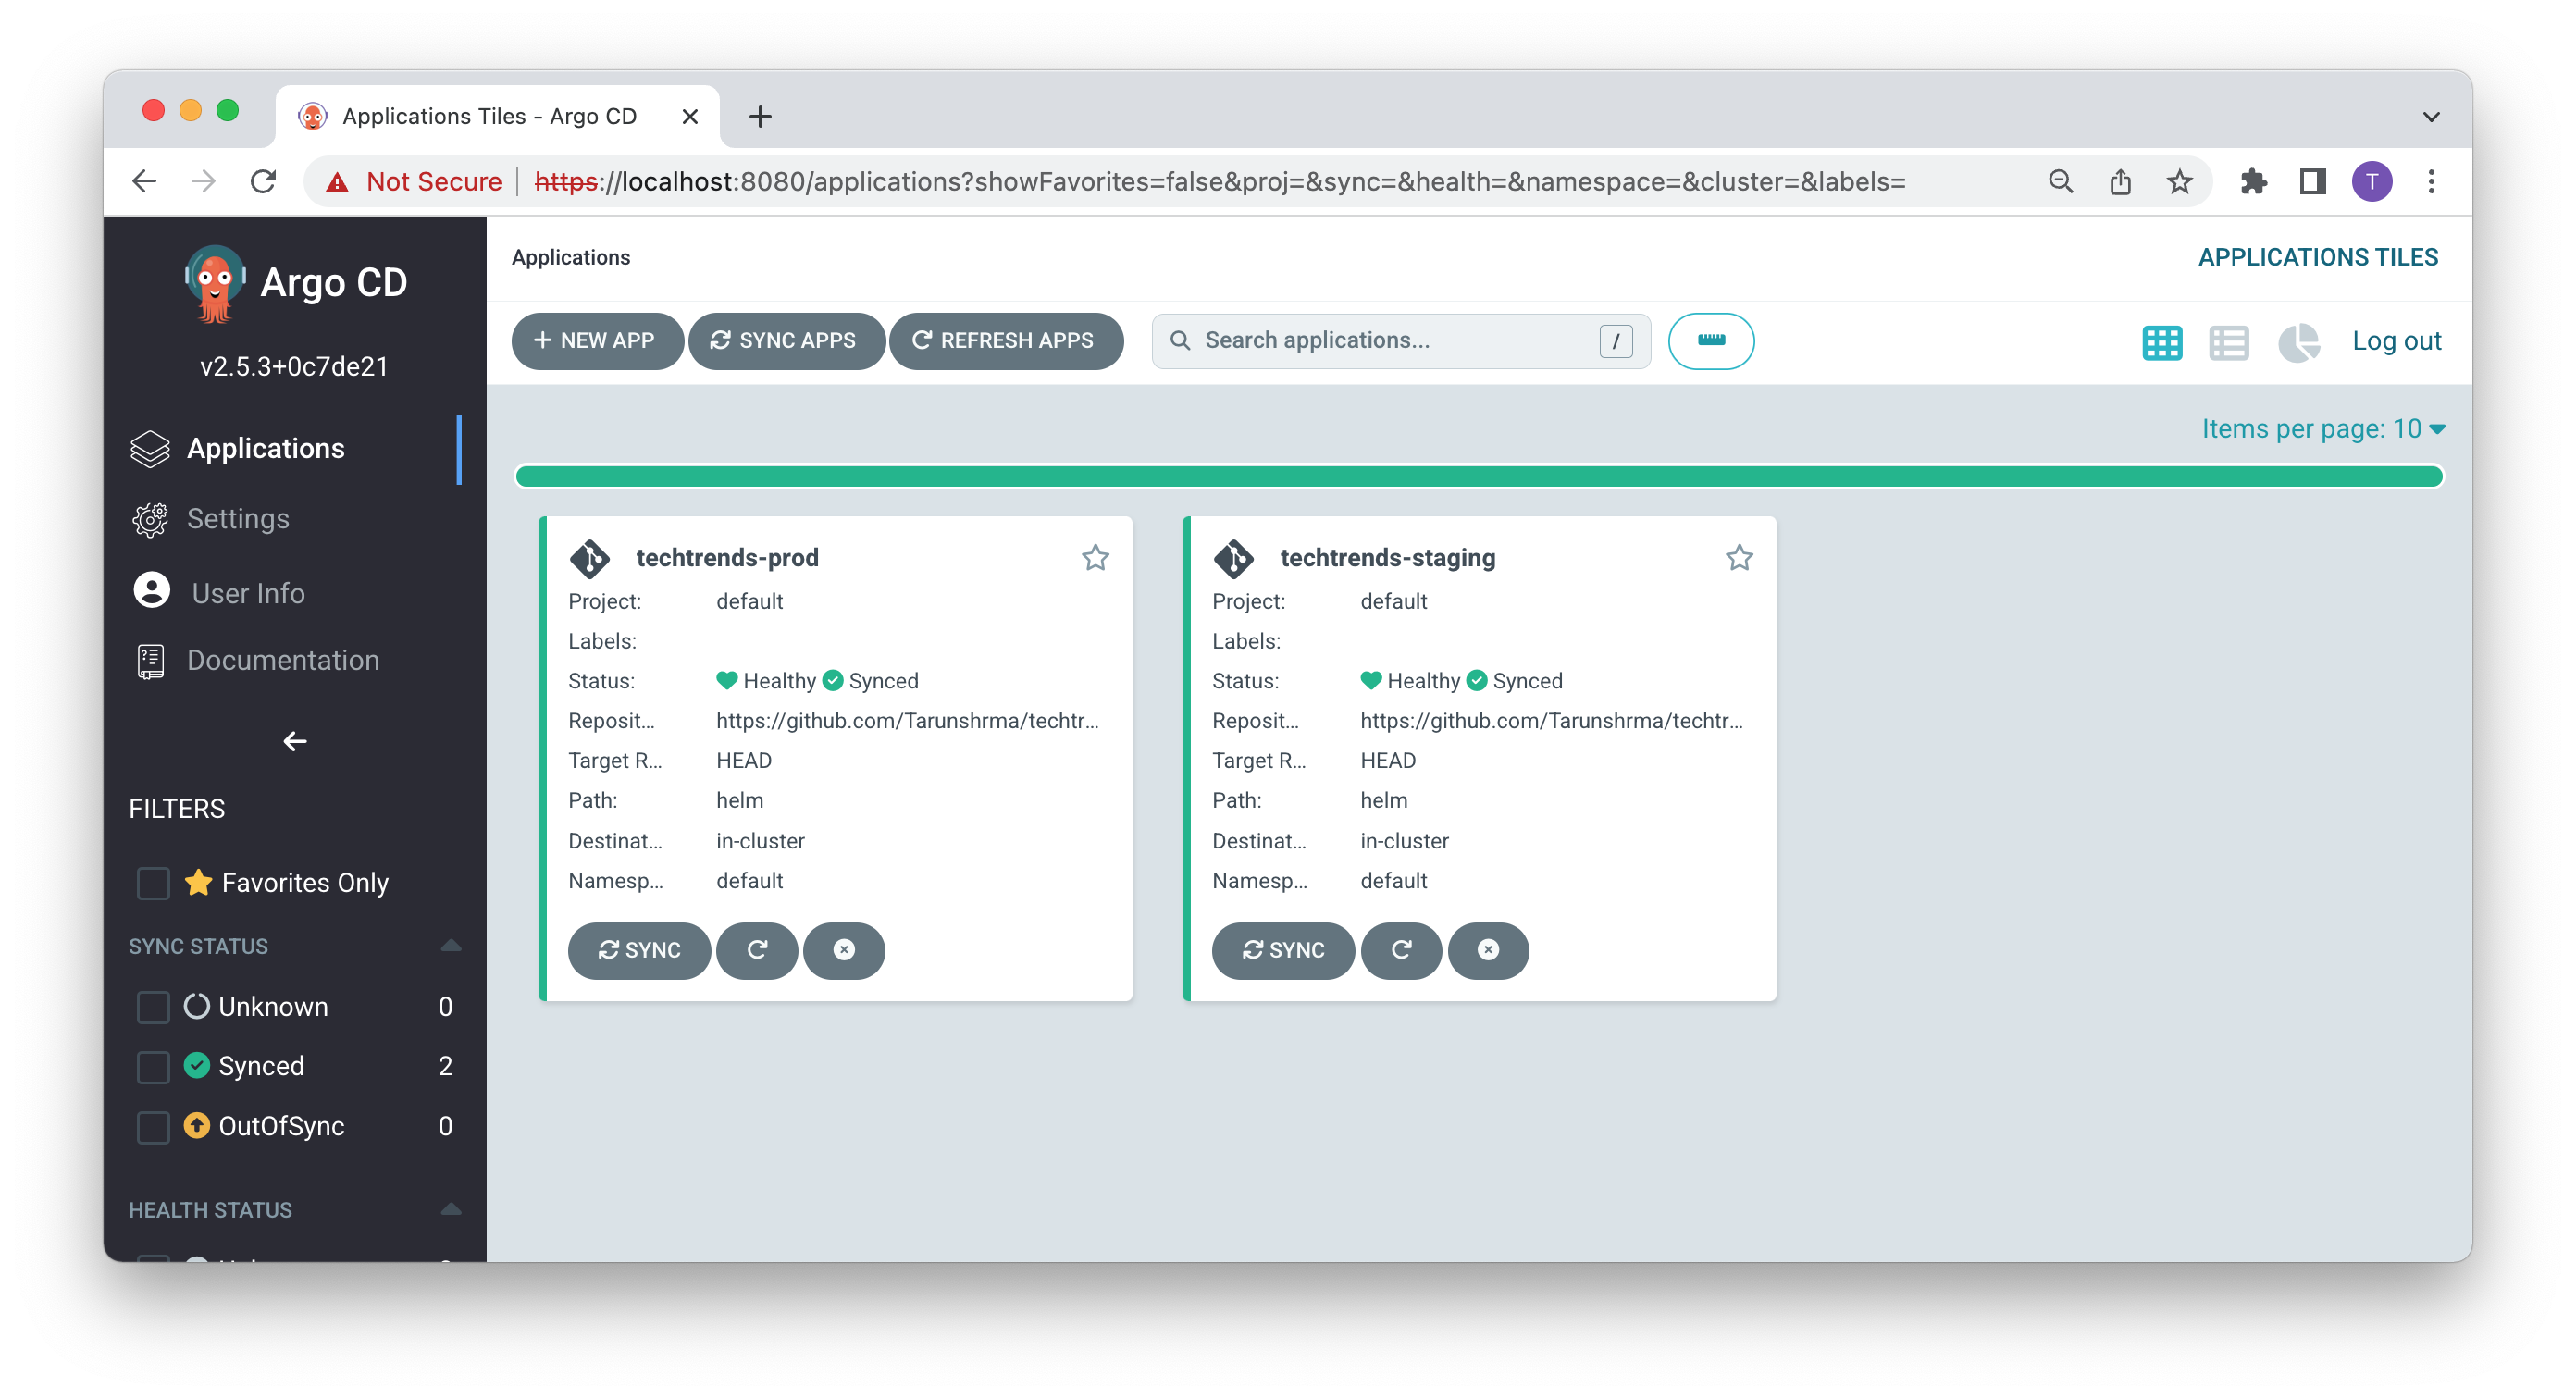 Applications Tiles - Argo CD
Not Secure https://localhost:8080/applications?showFavorites=false&proj=&sync=&health=&namespace=&cluster=&labels=
T
Argo CD
v2.5.3+0c7de21
Applications
Settings
User Info
Documentation
FILTERS
Favorites Only
SYNC STATUS
Unknown 0
Synced 2
OutOfSync 0
HEALTH STATUS
Applications
APPLICATIONS TILES
NEW APP SYNC APPS REFRESH APPS Search applications... / Log out
Items per page: 10
techtrends-prod
Project: default
Labels:
Status: Healthy Synced
Reposit... https://github.com/Tarunshrma/techtr...
Target R... HEAD
Path: helm
Destinat... in-cluster
Namesp... default
SYNC
techtrends-staging
Project: default
Labels:
Status: Healthy Synced
Reposit... https://github.com/Tarunshrma/techtr...
Target R... HEAD
Path: helm
Destinat... in-cluster
Namesp... default
SYNC